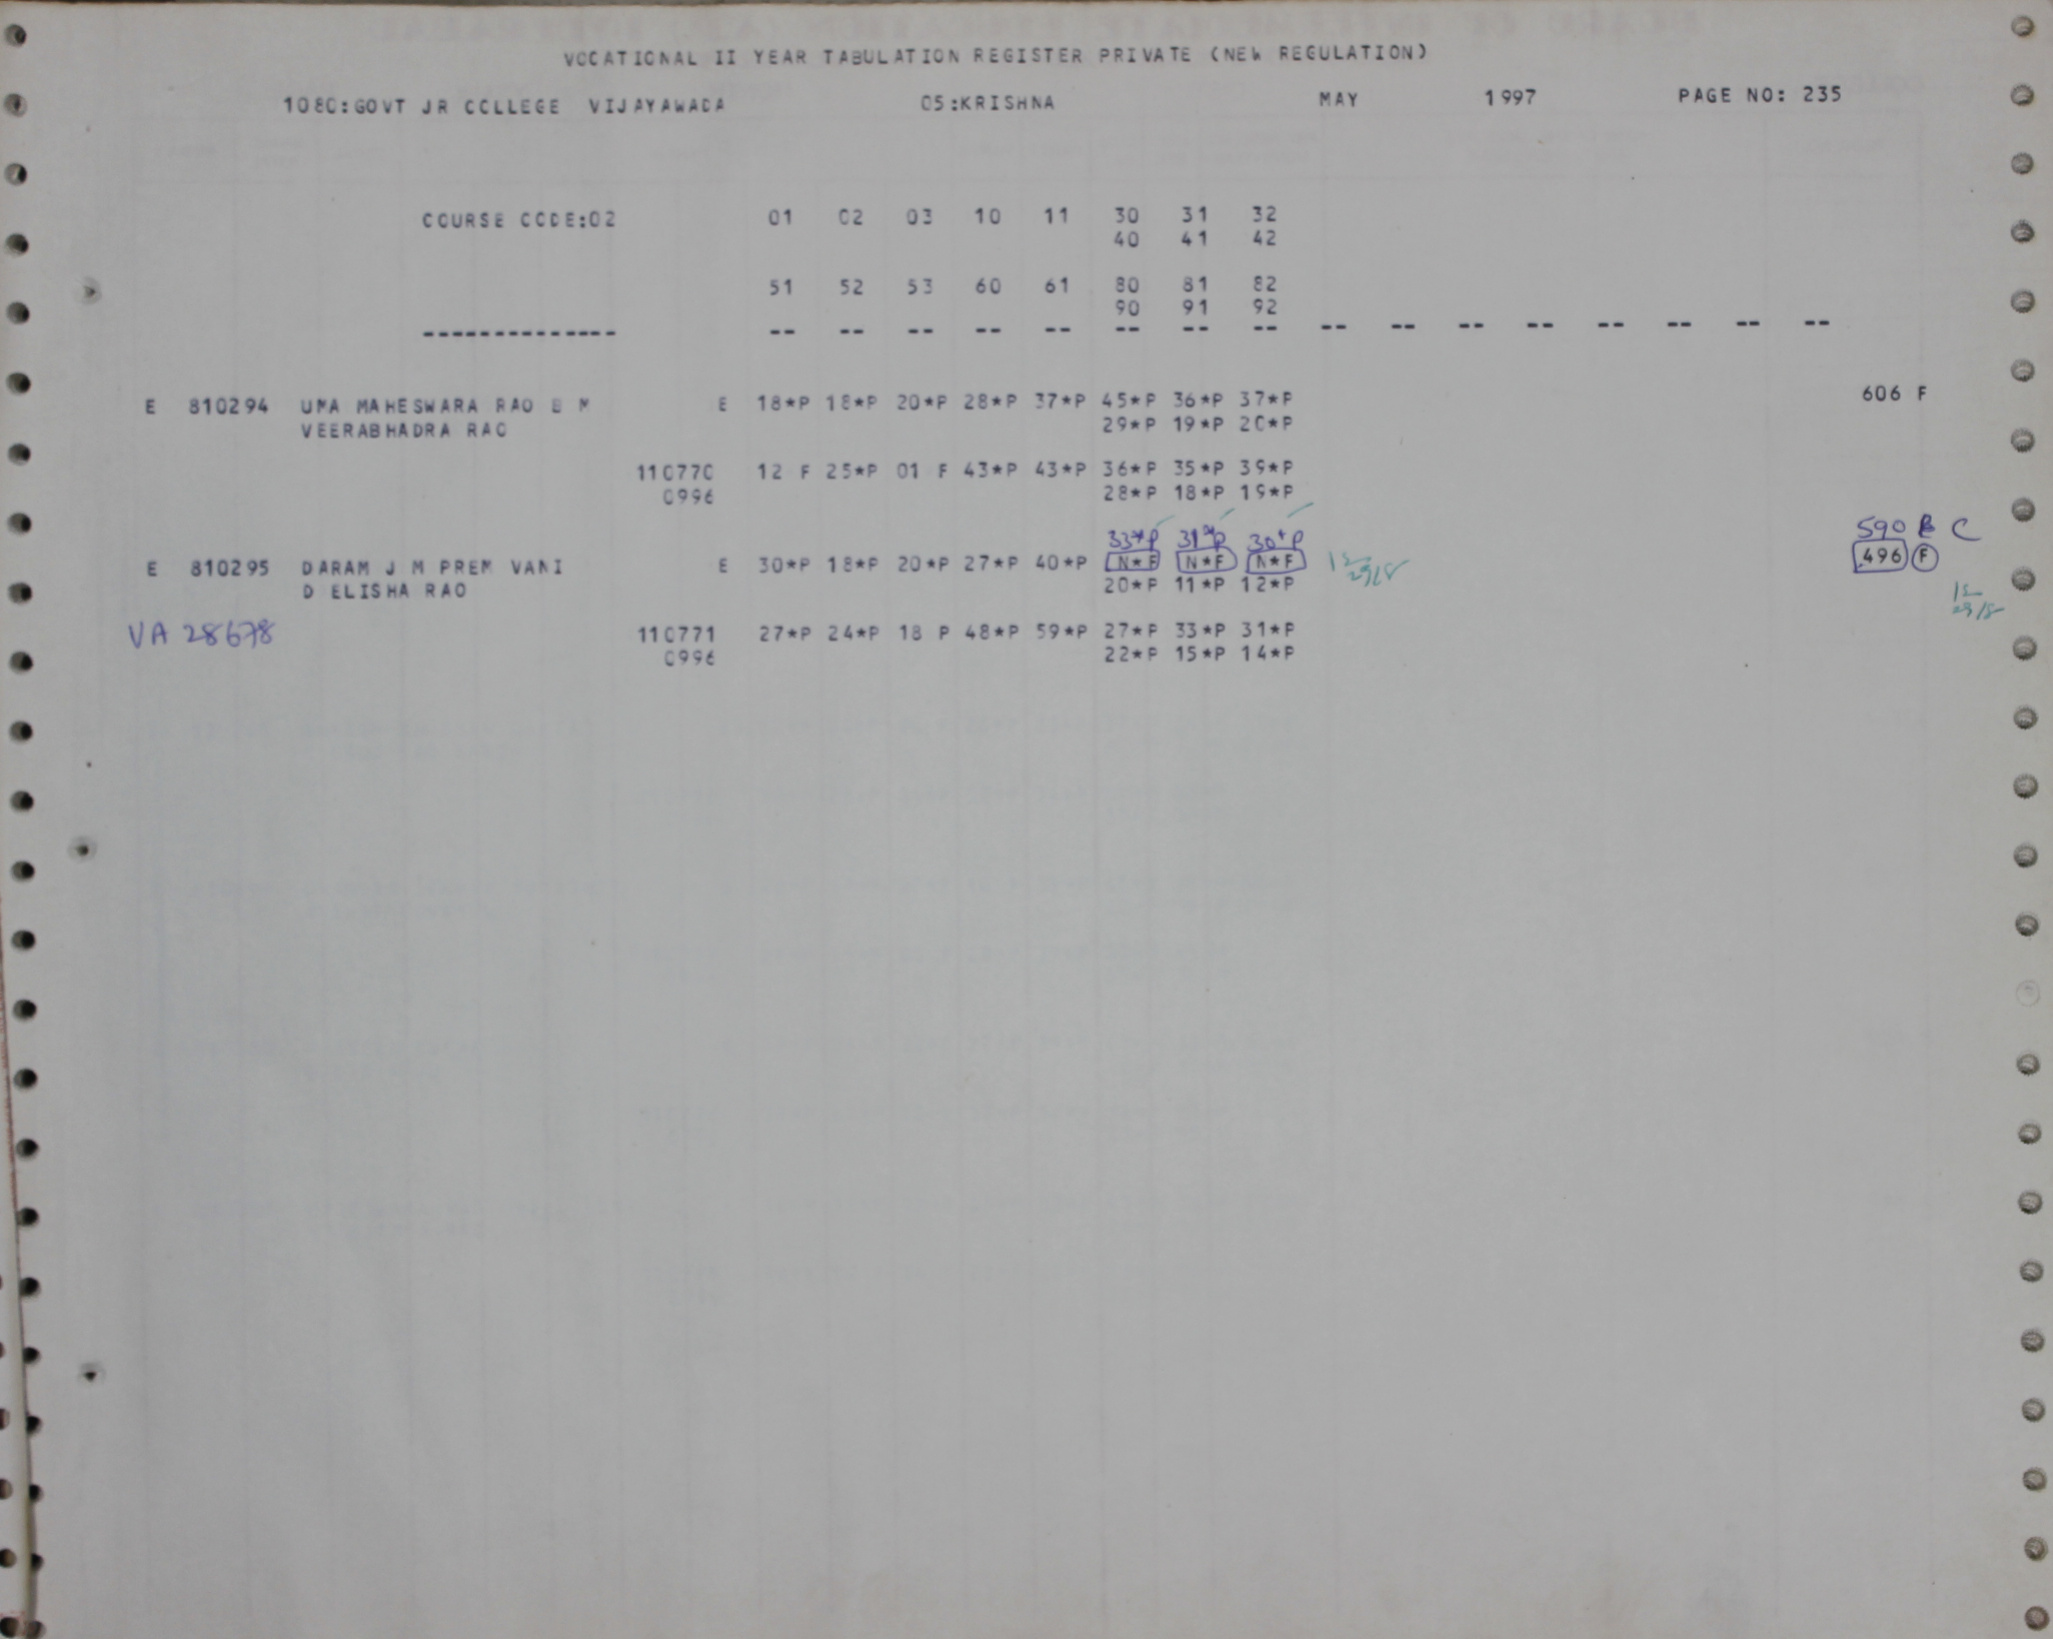 VOCATIONAL II YEAR TABULATION REGISTER PRIVATE (NEW REGULATION)
1080:GOVT JR COLLEGE VIJAYAWADA 05:KRISHNA MAY 1997 PAGE NO: 235
COURSE CODE:02 01 02 03 10 11 30 31 32
40 41 42
51 52 53 60 61 80 81 82
90 91 92
-------------- -- -- -- -- -- -- -- -- -- -- -- -- -- -- -- --
E 810294 UMA MAHESWARA RAO B M E 18*P 18*P 20*P 28*P 37*P 45*P 36*P 37*P 606 F
VEERABHADRA RAO 29*P 19*P 20*P
110770 12 F 25*P 01 F 43*P 43*P 36*P 35*P 39*P
0996 28*P 18*P 19*P
33*P 31*P 30*P 590 C
E 810295 DARAM J M PREM VANI E 30*P 18*P 20*P 27*P 40*P N*F N*F N*F 496 F
D ELISHA RAO 20*P 11*P 12*P
VA 28678 110771 27*P 24*P 18 P 48*P 59*P 27*P 33*P 31*P
0996 22*P 15*P 14*P